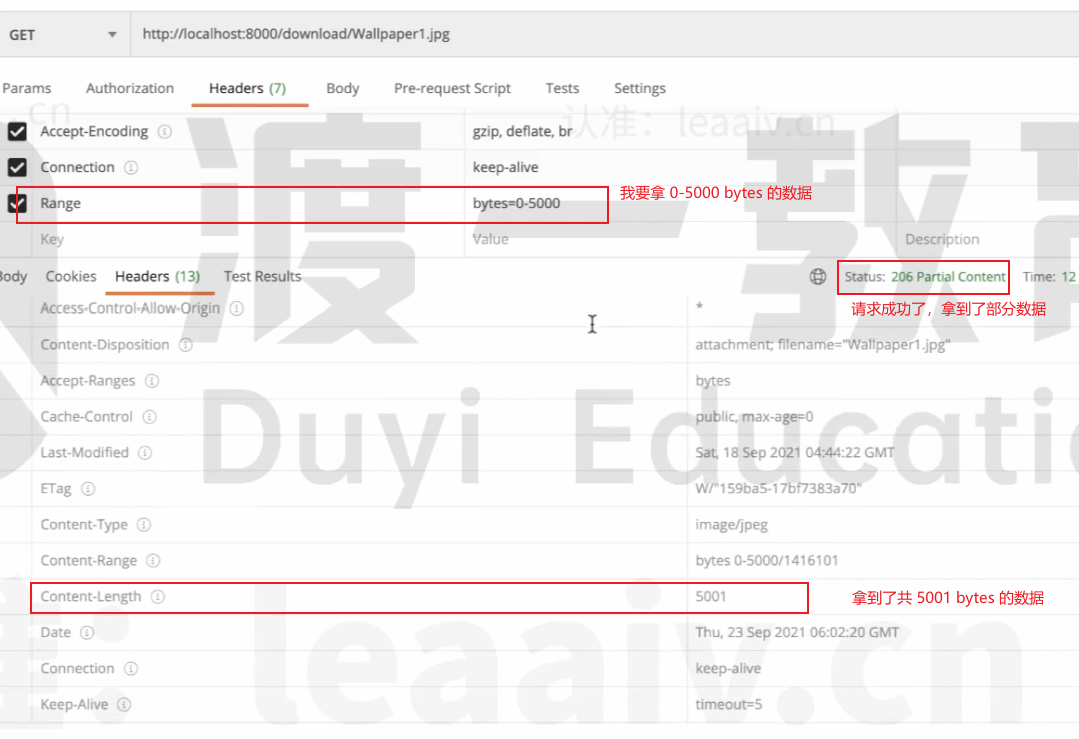 GET http://localhost:8000/download/Wallpaper1.jpg
Params Authorization Headers (7) Body Pre-request Script Tests Settings
Accept-Encoding gzip, deflate, br
Connection keep-alive
Range bytes=0-5000 我要拿 0-5000 bytes 的数据
Key Value Description
Body Cookies Headers (13) Test Results Status: 206 Partial Content Time: 12
请求成功了，拿到了部分数据
Access-Control-Allow-Origin *
Content-Disposition attachment; filename="Wallpaper1.jpg"
Accept-Ranges bytes
Cache-Control public, max-age=0
Last-Modified Sat, 18 Sep 2021 04:44:22 GMT
ETag W/"159ba5-17bf7383a70"
Content-Type image/jpeg
Content-Range bytes 0-5000/1416101
Content-Length 5001 拿到了共 5001 bytes 的数据
Date Thu, 23 Sep 2021 06:02:20 GMT
Connection keep-alive
Keep-Alive timeout=5
认准：leaaiv.cn
渡一教
Duyi Educati
leaaiv.cn